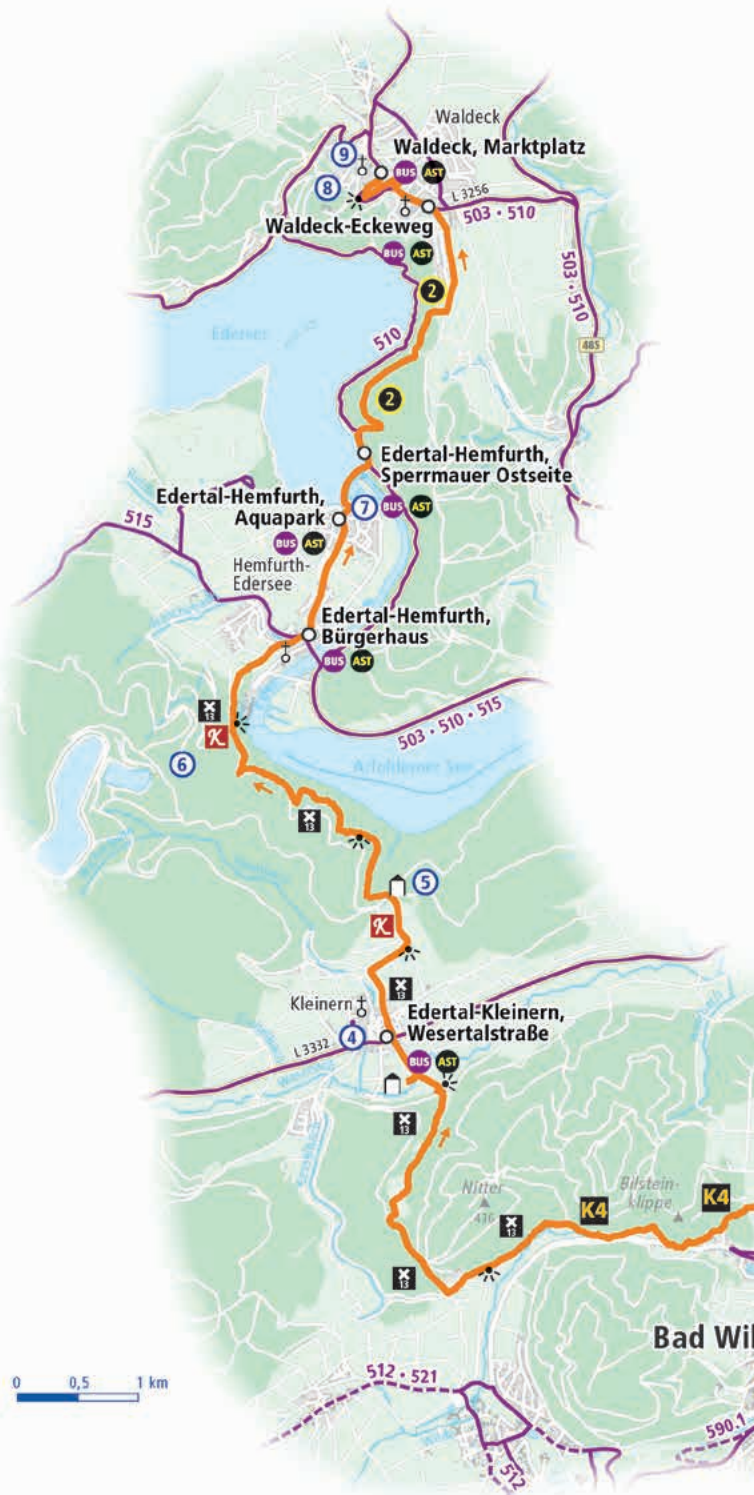 Waldeck
9
Waldeck, Marktplatz
BUS AST
8
L 3256
503 • 510
Waldeck-Eckeweg
BUS AST
2
503 • 510
Edersee
510
485
2
Edertal-Hemfurth,
Sperrmauer Ostseite
Edertal-Hemfurth,
Aquapark
7
BUS AST
515
BUS AST
Hemfurth-
Edersee
Edertal-Hemfurth,
Bürgerhaus
BUS AST
X
13
K
503 • 510 • 515
6
Affolderner See
X
13
5
K
X
13
Kleinern
Edertal-Kleinern,
Wesertalstraße
4
L 3332
BUS AST
X
13
Nitter
416
Bilstein-
klippe
K4
K4
X
13
X
13
Bad Wil
0 0,5 1 km
512 • 521
590.1
512